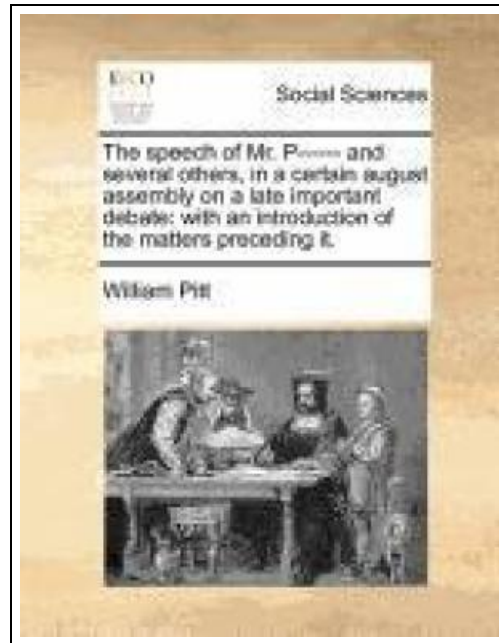 ECCO
Social Sciences
The speech of Mr. P----- and
several others, in a certain august
assembly on a late important
debate: with an introduction of
the matters preceding it.
William Pitt